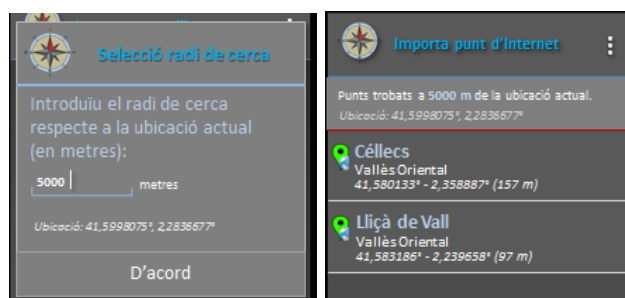 Selecció radi de cerca
Introduïu el radi de cerca
respecte a la ubicació actual
(en metres):
5000 metres
Ubicació: 41,5998075°, 2,2836677°
D'acord
Importa punt d'Internet
Punts trobats a 5000 m de la ubicació actual.
Ubicació: 41,5998075°, 2,2836677°
Céllecs
Vallès Oriental
41,580133° - 2,358887° (157 m)
Lliçà de Vall
Vallès Oriental
41,583186° - 2,239658° (97 m)